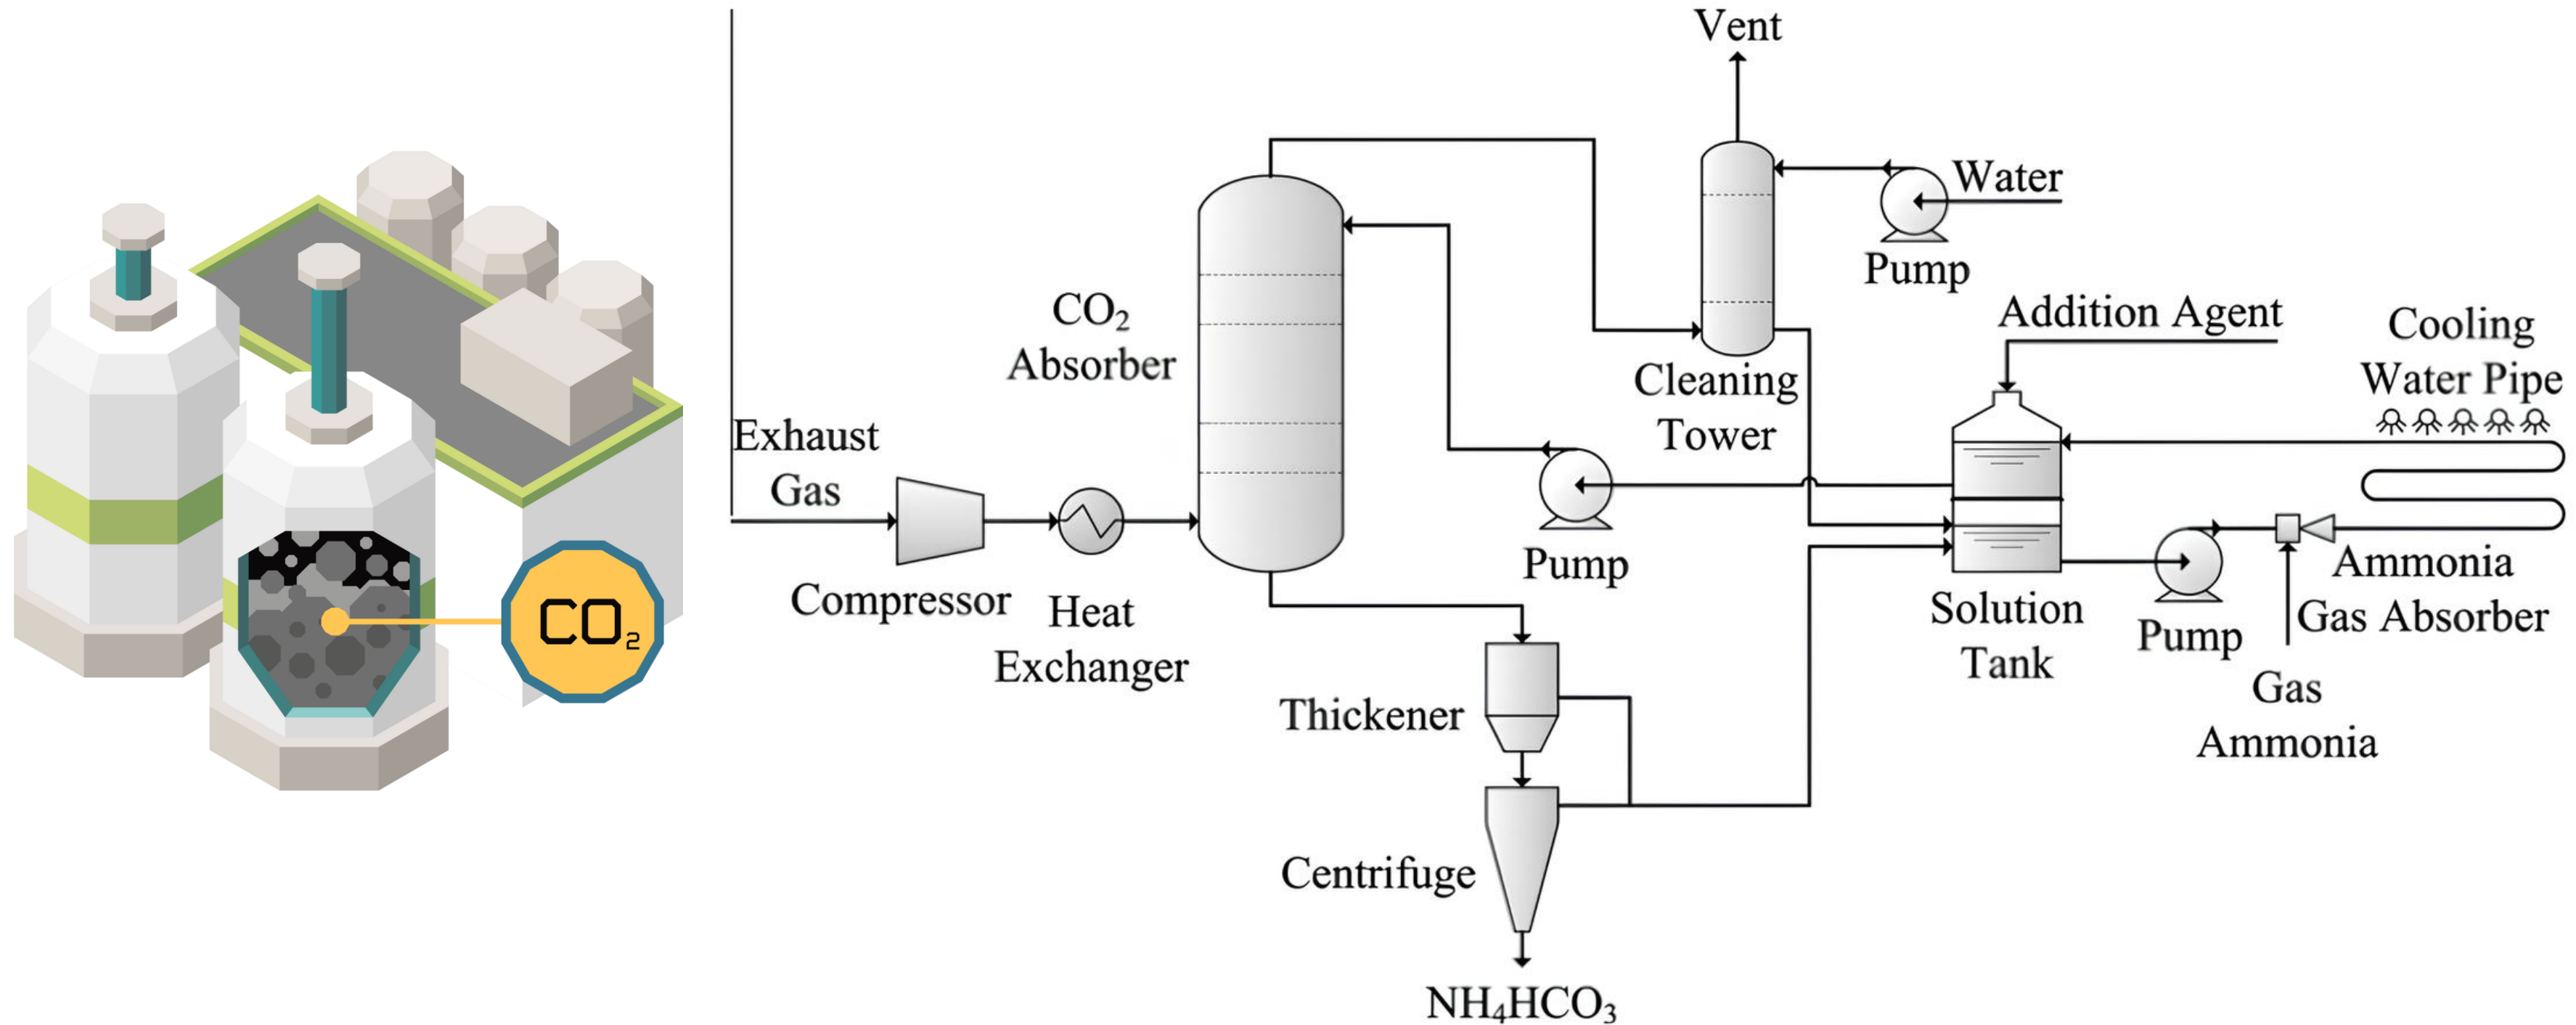 Vent
Water
Pump
CO₂
Absorber
Addition Agent
Cooling
Water Pipe
Cleaning
Tower
Exhaust
Gas
Pump
Compressor
Heat
Exchanger
Solution
Tank
Pump
Ammonia
Gas Absorber
Gas
Ammonia
CO₂
Thickener
Centrifuge
NH₄HCO₃